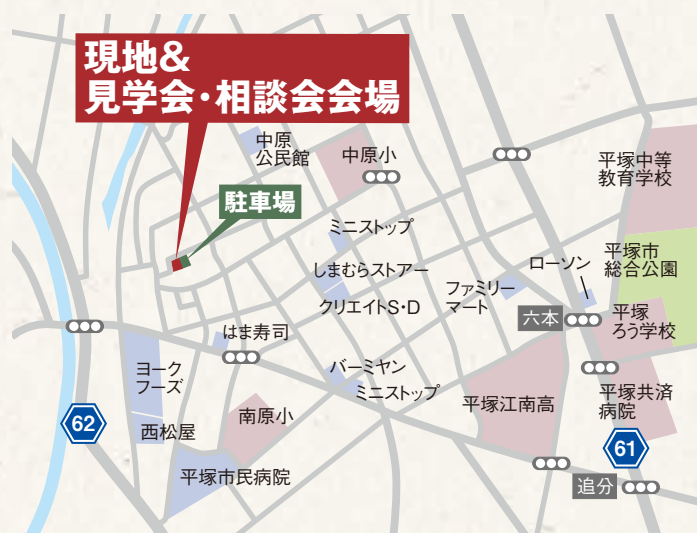 現地&
見学会・相談会会場
中原
公民館
中原小
平塚中等
教育学校
駐車場
ミニストップ
しまむらストアー
ローソン
平塚市
総合公園
ファミリー
マート
クリエイトS・D
六本
平塚
ろう学校
はま寿司
ヨーク
フーズ
バーミヤン
ミニストップ
平塚江南高
平塚共済
病院
62
西松屋
南原小
61
平塚市民病院
追分